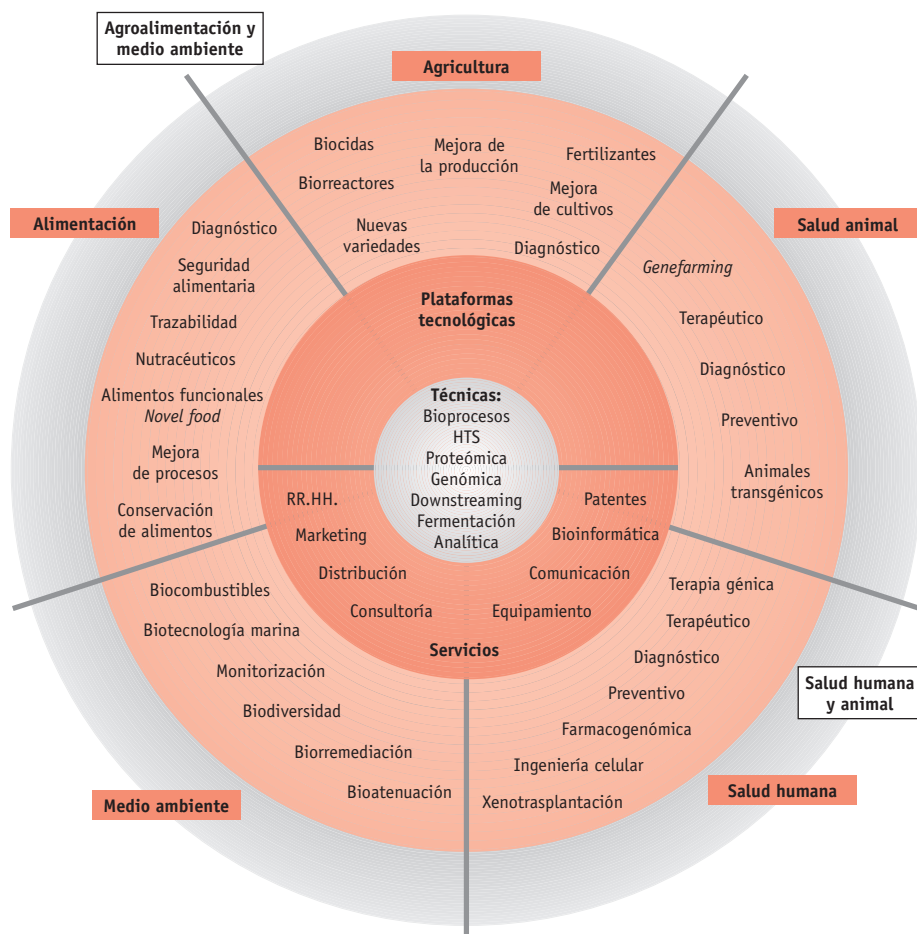 Agroalimentación y
medio ambiente
Agricultura
Biocidas
Mejora de
la producción
Fertilizantes
Biorreactores
Mejora
de cultivos
Nuevas
variedades
Diagnóstico
Alimentación
Diagnóstico
Seguridad
alimentaria
Trazabilidad
Nutracéuticos
Alimentos funcionales
Novel food
Mejora
de procesos
Conservación
de alimentos
Salud animal
Genefarming
Terapéutico
Diagnóstico
Preventivo
Animales
transgénicos
Plataformas
tecnológicas
Técnicas:
Bioprocesos
HTS
Proteómica
Genómica
Downstreaming
Fermentación
Analítica
RR.HH.
Marketing
Distribución
Consultoría
Patentes
Bioinformática
Comunicación
Equipamiento
Servicios
Biocombustibles
Biotecnología marina
Monitorización
Biodiversidad
Biorremediación
Bioatenuación
Medio ambiente
Terapia génica
Terapéutico
Diagnóstico
Preventivo
Farmacogenómica
Ingeniería celular
Xenotrasplantación
Salud humana
y animal
Salud humana